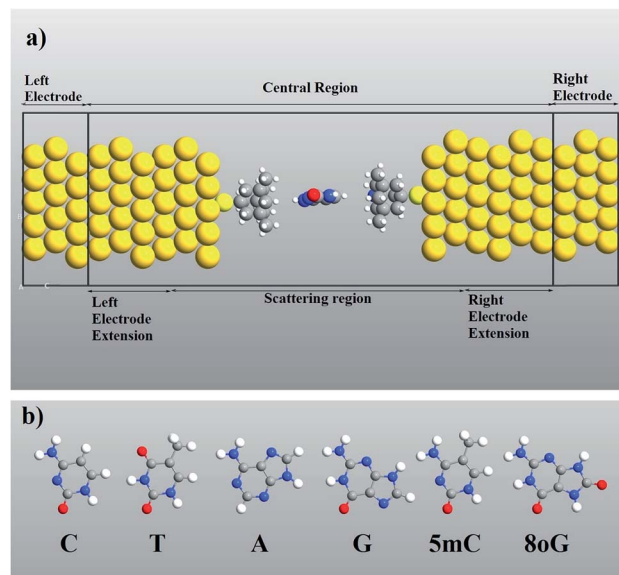 a)
Left
Electrode
Central Region
Right
Electrode
Left
Electrode
Extension
Scattering region
Right
Electrode
Extension
b)
C T A G 5mC 8oG